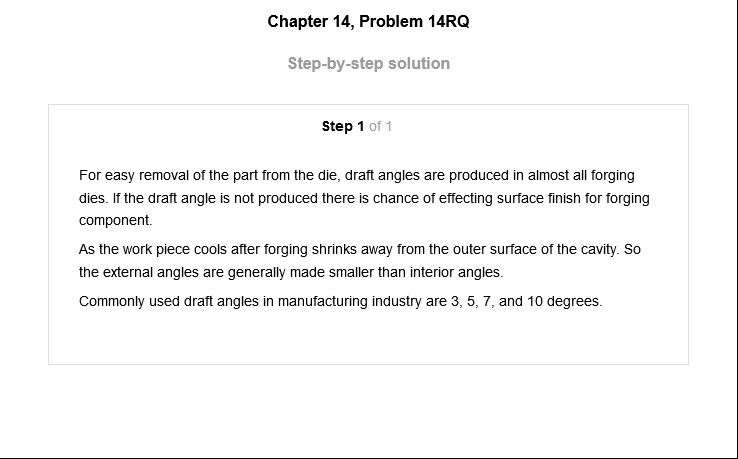 Chapter 14, Problem 14RQ
Step-by-step solution
Step 1 of 1
For easy removal of the part from the die, draft angles are produced in almost all forging
dies. If the draft angle is not produced there is chance of effecting surface finish for forging
component.
As the work piece cools after forging shrinks away from the outer surface of the cavity. So
the external angles are generally made smaller than interior angles.
Commonly used draft angles in manufacturing industry are 3, 5, 7, and 10 degrees.